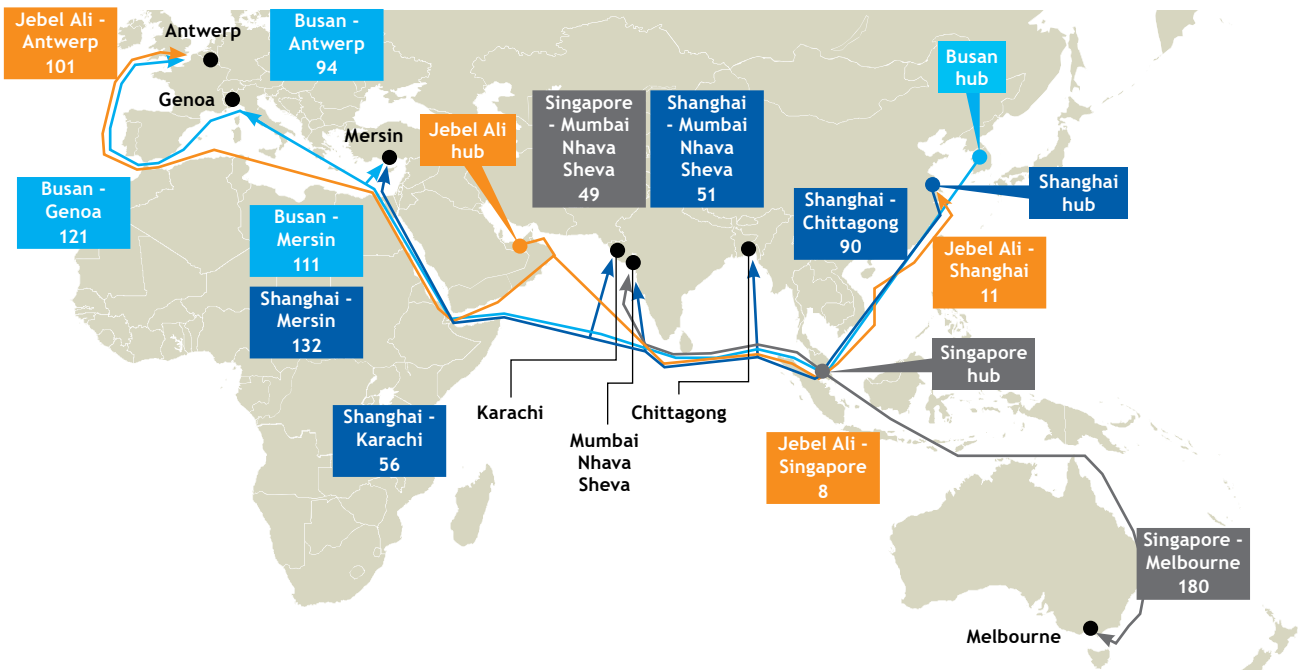 Jebel Ali -
Antwerp
101
Antwerp
Busan -
Antwerp
94
Genoa
Mersin
Jebel Ali
hub
Singapore
- Mumbai
Nhava
Sheva
49
Shanghai
- Mumbai
Nhava
Sheva
51
Busan
hub
Shanghai
hub
Busan -
Genoa
121
Busan -
Mersin
111
Shanghai -
Chittagong
90
Jebel Ali -
Shanghai
11
Shanghai -
Mersin
132
Singapore
hub
Shanghai -
Karachi
56
Karachi
Mumbai
Nhava
Sheva
Chittagong
Jebel Ali -
Singapore
8
Singapore -
Melbourne
180
Melbourne